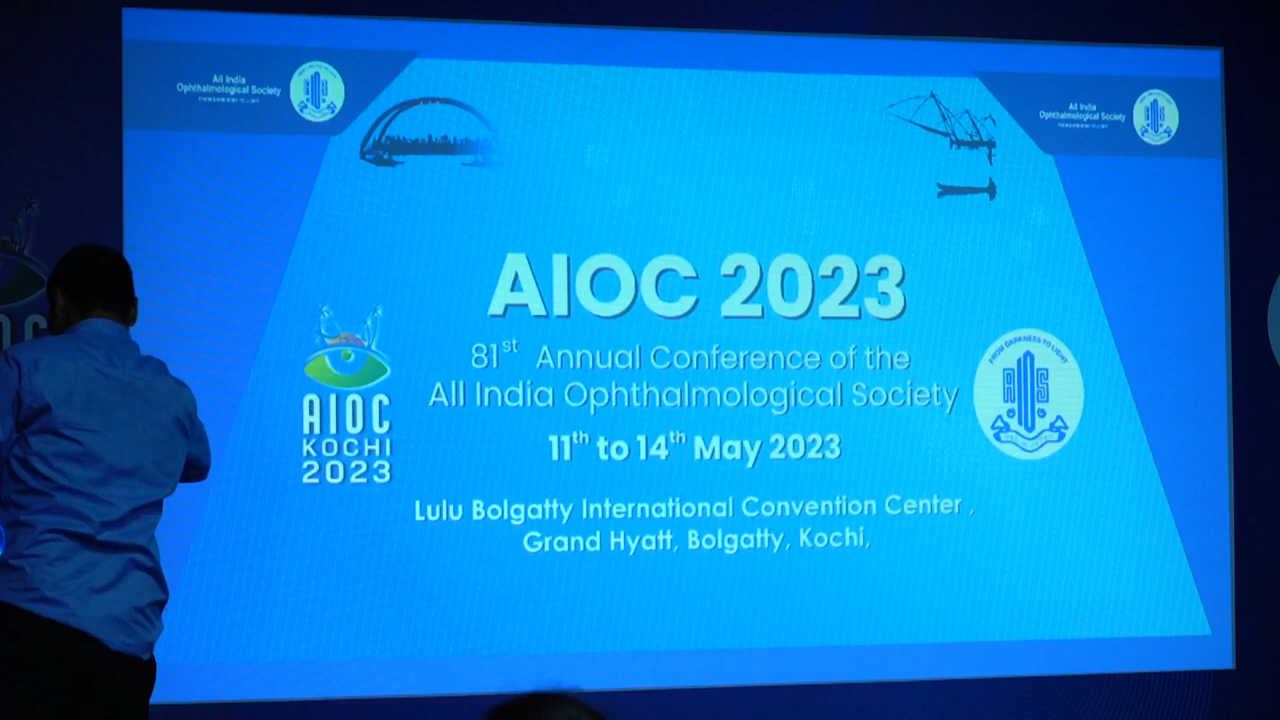 All India
Ophthalmological Society
All India
Ophthalmological Society
AIOC 2023
81st Annual Conference of the
All India Ophthalmological Society
11th to 14th May 2023
Lulu Bolgatty International Convention Center ,
Grand Hyatt, Bolgatty, Kochi,
AIOC
KOCHI
2023
FROM DARKNESS TO LIGHT
AIOS